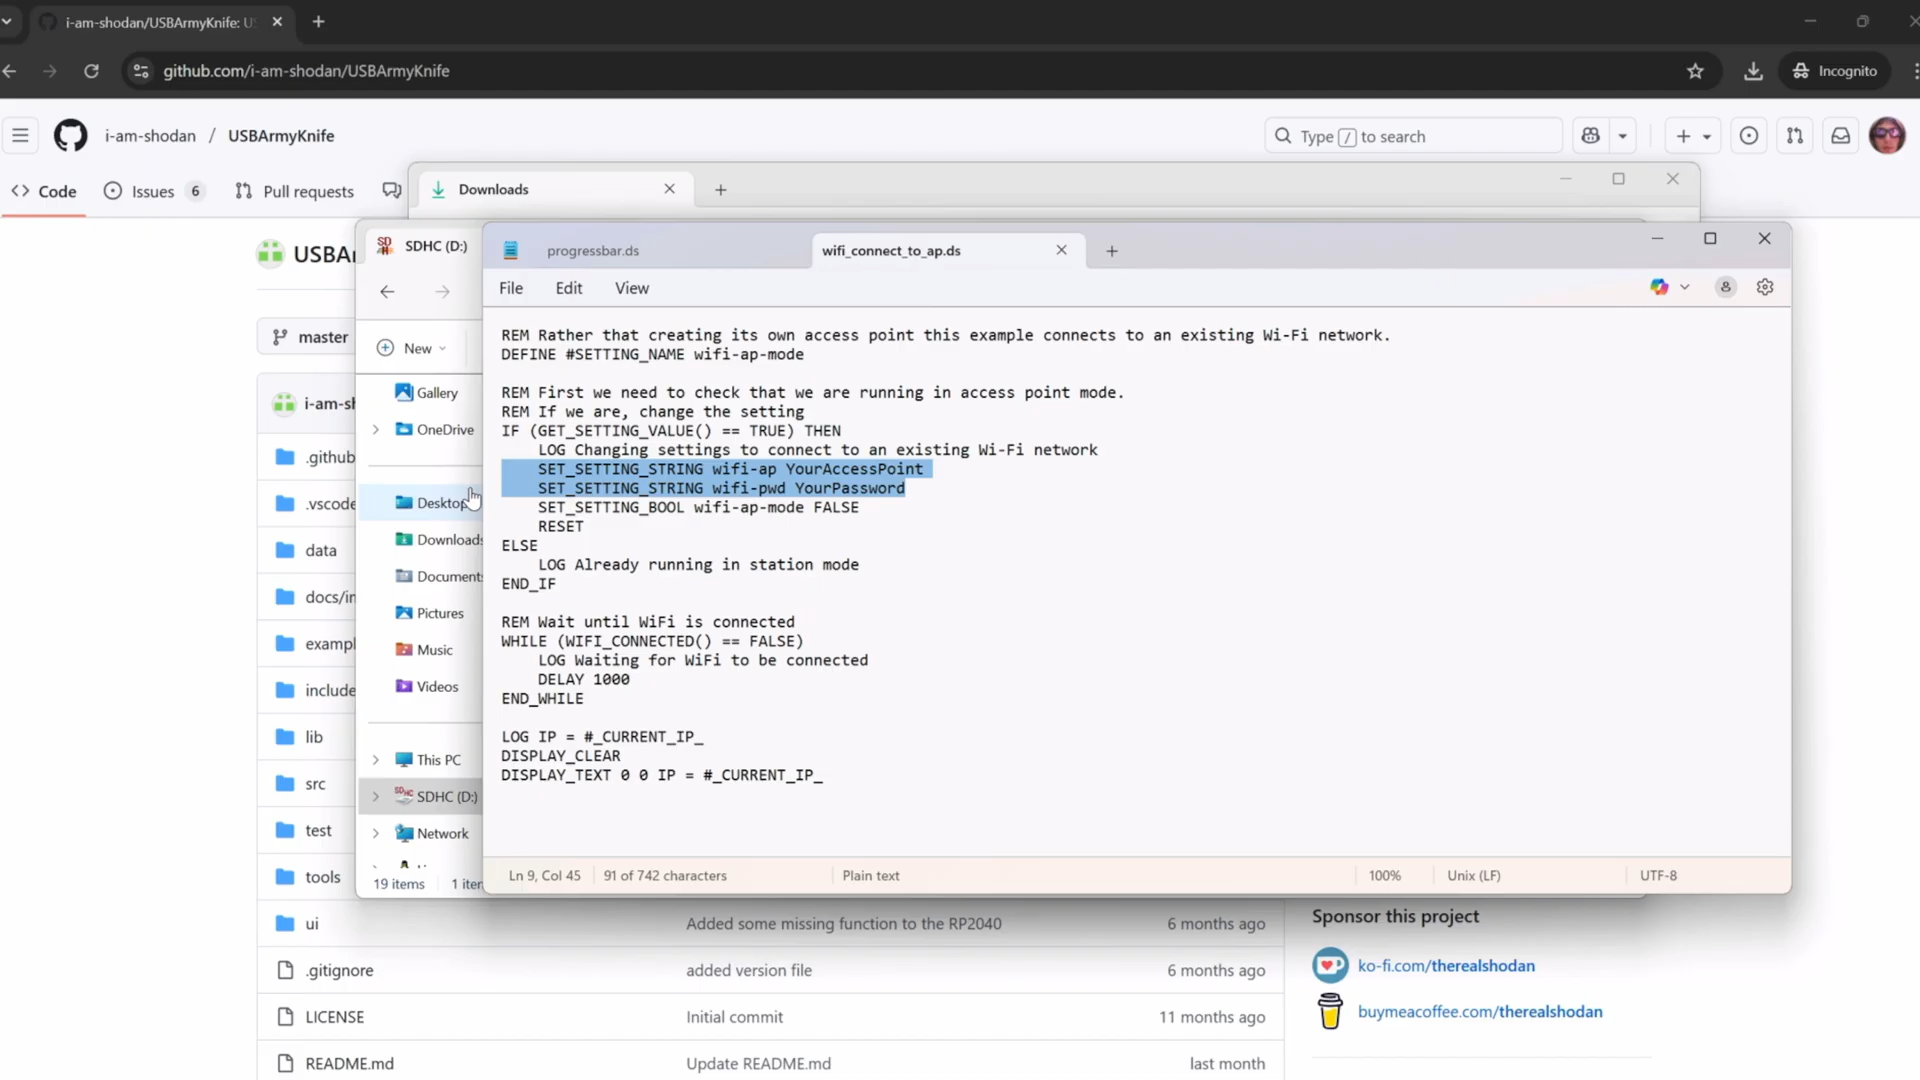 i-am-shodan/USBArmyKnife: U
github.com/i-am-shodan/USBArmyKnife
Incognito
i-am-shodan / USBArmyKnife
Type / to search
Code
Issues 6
Pull requests
Downloads
SDHC (D:)
progressbar.ds
wifi_connect_to_ap.ds
File Edit View
New
Gallery
OneDrive
Desktop
Downloads
Document
Pictures
Music
Videos
This PC
SDHC (D:)
Network
19 items
1 iter
REM Rather that creating its own access point this example connects to an existing Wi-Fi network.
DEFINE #SETTING_NAME wifi-ap-mode
REM First we need to check that we are running in access point mode.
REM If we are, change the setting
IF (GET_SETTING_VALUE() == TRUE) THEN
LOG Changing settings to connect to an existing Wi-Fi network
SET_SETTING_STRING wifi-ap YourAccessPoint
SET_SETTING_STRING wifi-pwd YourPassword
SET_SETTING_BOOL wifi-ap-mode FALSE
RESET
ELSE
LOG Already running in station mode
END_IF
REM Wait until WiFi is connected
WHILE (WIFI_CONNECTED() == FALSE)
LOG Waiting for WiFi to be connected
DELAY 1000
END_WHILE
LOG IP = #_CURRENT_IP_
DISPLAY_CLEAR
DISPLAY_TEXT 0 0 IP = #_CURRENT_IP_
Ln 9, Col 45
91 of 742 characters
Plain text
100%
Unix (LF)
UTF-8
USBA
master
i-am-sh
.github
.vscode
data
docs/in
exampl
include
lib
src
test
tools
ui Added some missing function to the RP2040 6 months ago
.gitignore added version file 6 months ago
LICENSE Initial commit 11 months ago
README.md Update README.md last month
Sponsor this project
ko-fi.com/therealshodan
buymeacoffee.com/therealshodan